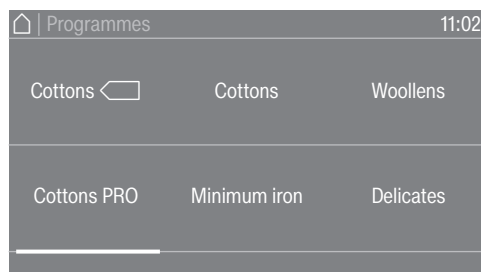 | Programmes 11:02
Cottons Cottons Woollens
Cottons PRO Minimum iron Delicates